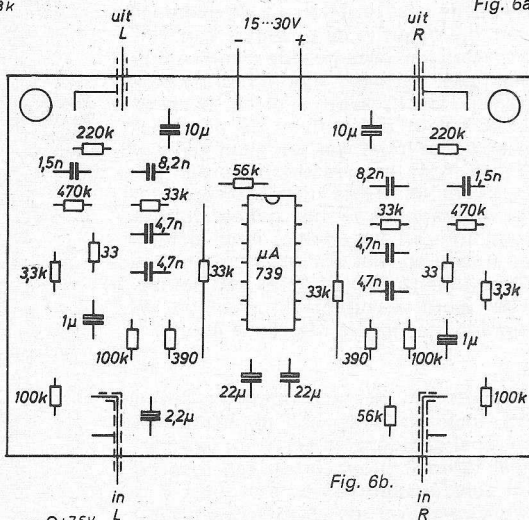 3k
Fig. 6a
uit
L
15...30V
- +
uit
R
10µ
10µ
220k
220k
1,5n
8,2n
56k
8,2n
1,5n
470k
33k
33k
470k
4,7n
4,7n
µA
739
33
33
3,3k
4,7n
33k
33k
4,7n
3,3k
1µ
1µ
100k
390
390
100k
22µ
22µ
100k
2,2µ
56k
100k
Fig. 6b.
in
L
in
R